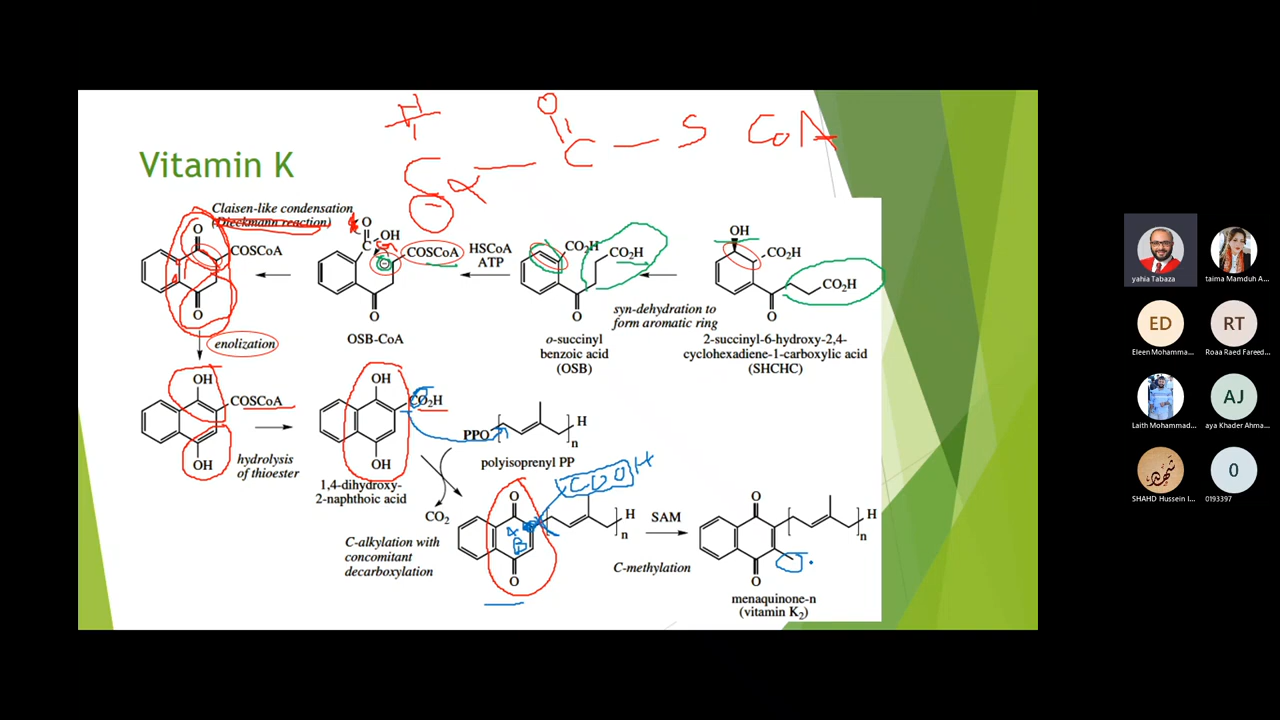 H
O
C — S CoA
α
Vitamin K
Claisen-like condensation
(Dieckmann reaction)
O
COSCoA
O
O
C
OH
COSCoA
O
OSB-CoA
HSCoA
ATP
CO₂H
CO₂H
O
o-succinyl
benzoic acid
(OSB)
syn-dehydration to
form aromatic ring
OH
CO₂H
CO₂H
O
2-succinyl-6-hydroxy-2,4-
cyclohexadiene-1-carboxylic acid
(SHCHC)
enolization
OH
COSCoA
OH
hydrolysis
of thioester
OH
CO₂H
OH
1,4-dihydroxy-
2-naphthoic acid
PPO
H
n
polyisoprenyl PP
CO₂
C-alkylation with
concomitant
decarboxylation
COOH
O
α
B
O
H
n
SAM
C-methylation
O
O
H
n
menaquinone-n
(vitamin K₂)
yahia Tabaza
taima Mamduh A...
ED
Eleen Mohamma...
RT
Roaa Raed Fareed...
Laith Mohammad...
AJ
aya Khader Ahma...
SHAHD Hussein I...
0
0193397